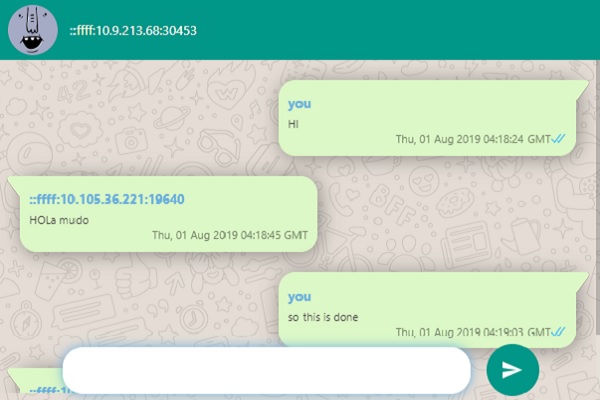 ::ffff:10.9.213.68:30453
you
HI
Thu, 01 Aug 2019 04:18:24 GMT
::ffff:10.105.36.221:19640
HOLa mudo
Thu, 01 Aug 2019 04:18:45 GMT
you
so this is done
Thu, 01 Aug 2019 04:19:03 GMT
::ffff:1